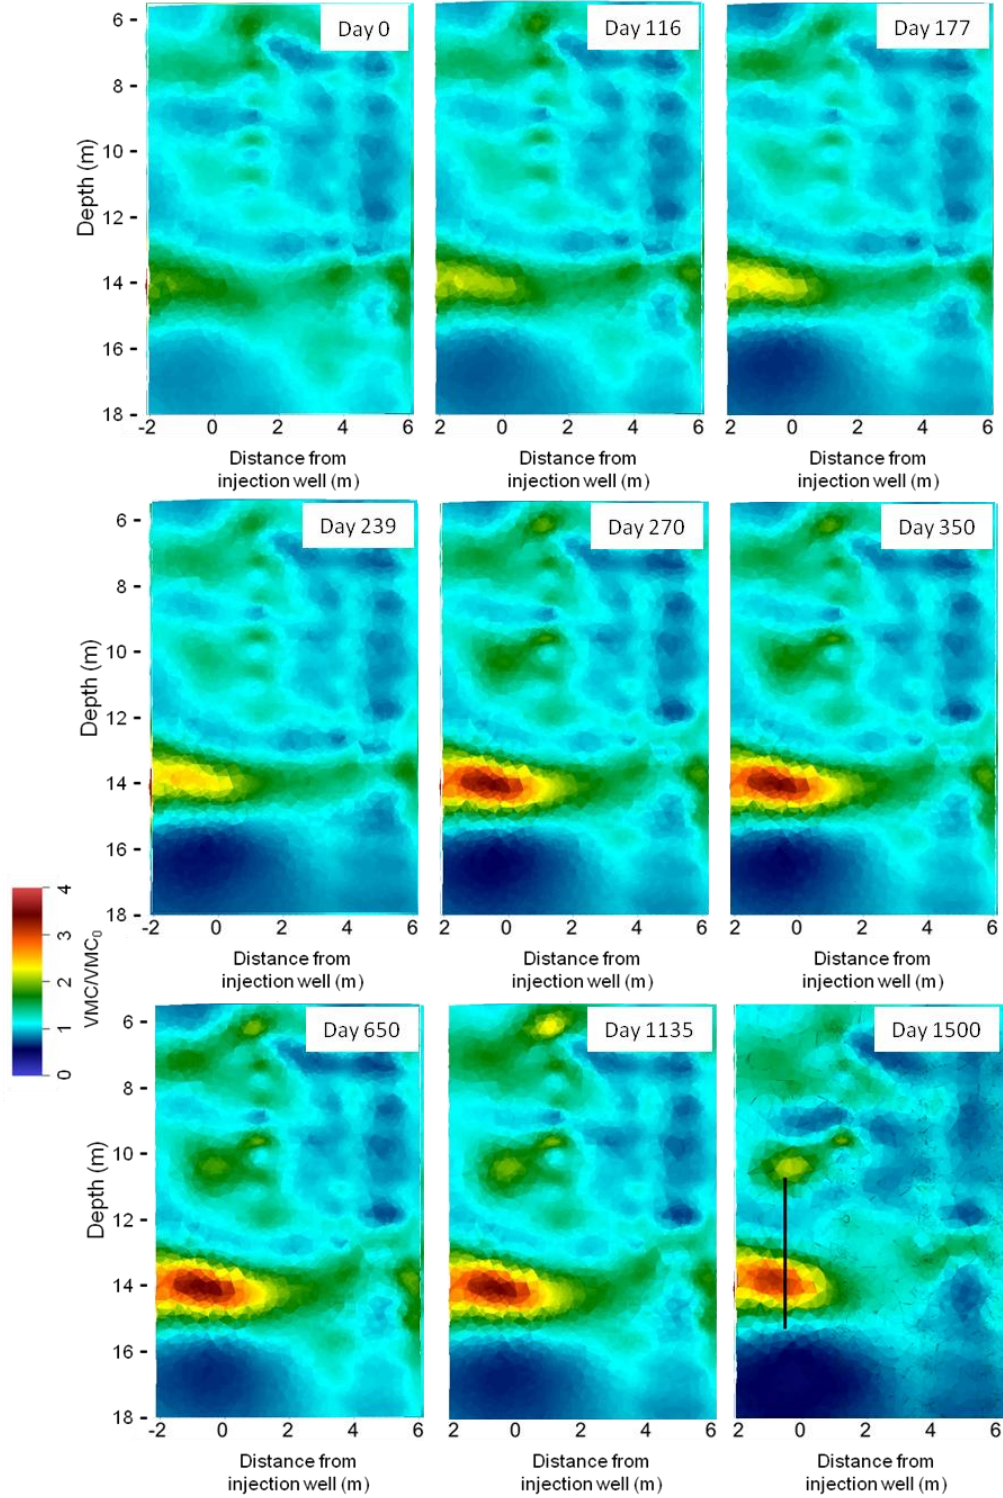 Day 0
Day 116
Day 177
6
8
10
12
14
16
18
Depth (m)
-2 0 4 6
2 0 2 4 6
2 0 2 4 6
Distance from
injection well (m)
Distance from
injection well (m)
Distance from
injection well (m)
Day 239
Day 270
Day 350
6
8
10
12
14
16
18
Depth (m)
-2 0 2 4 6
2 0 2 4 6
2 0 2 4 6
Distance from
injection well (m)
Distance from
injection well (m)
Distance from
injection well (m)
4
3
2
1
0
VMC/VMC0
Day 650
Day 1135
Day 1500
6
8
10
12
14
16
18
Depth (m)
-2 0 2 4 6
2 0 2 4 6
2 0 2 4 6
Distance from
injection well (m)
Distance from
injection well (m)
Distance from
injection well (m)